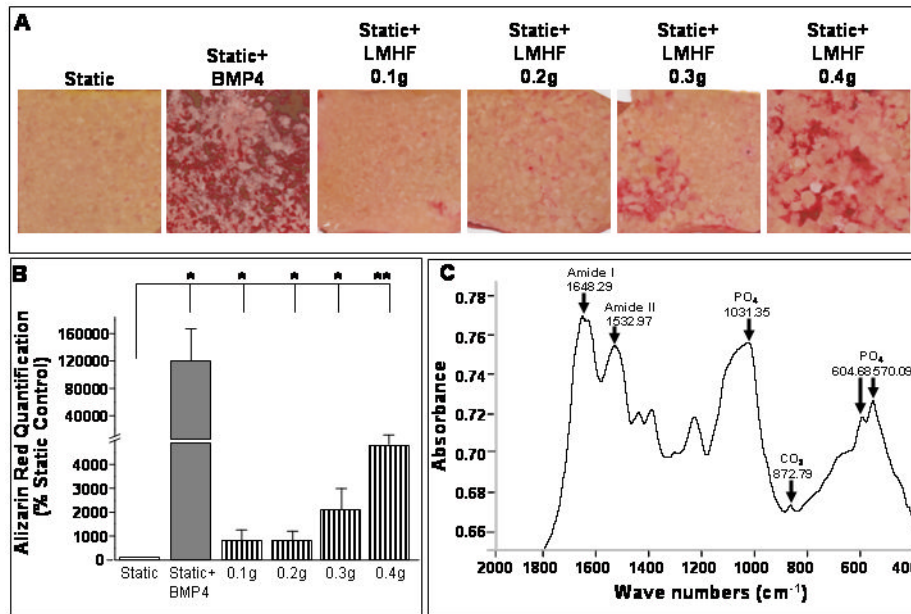 A
Static
Static+
BMP4
Static+
LMHF
0.1g
Static+
LMHF
0.2g
Static+
LMHF
0.3g
Static+
LMHF
0.4g
B
* * * * **
Alizarin Red Quantification
(% Static Control)
160000
120000
80000
40000
4000
3000
2000
1000
0
Static
Static+
BMP4
0.1g
0.2g
0.3g
0.4g
C
Absorbance
0.78
0.76
0.74
0.72
0.70
0.68
0.66
Amide I
1648.29
Amide II
1532.97
PO4
1031.35
PO4
604.68 570.09
CO3
872.79
2000 1800 1600 1400 1200 1000 800 600 400
Wave numbers (cm-1)